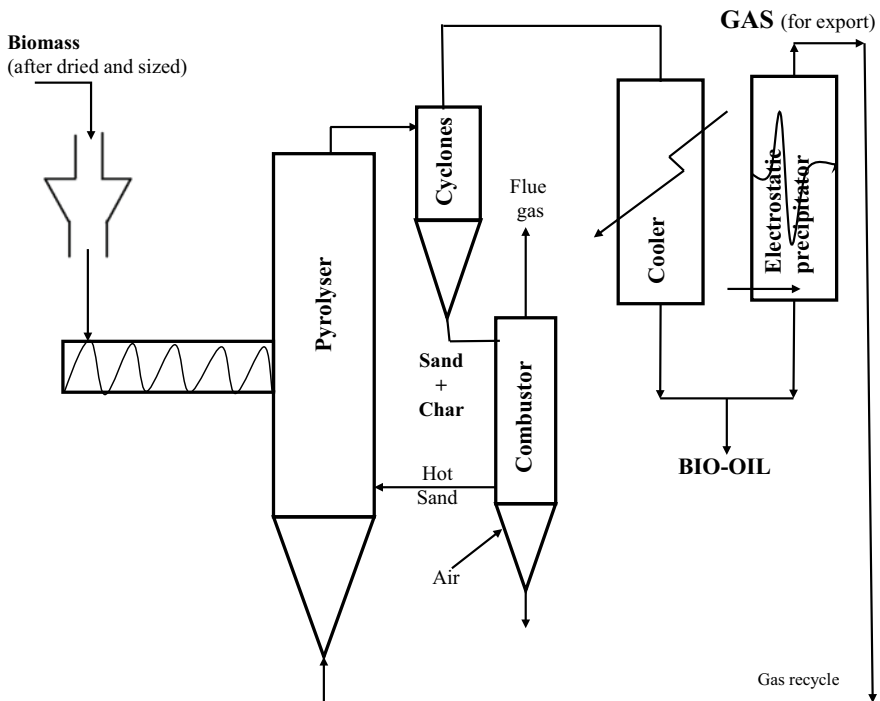 GAS (for export)
Biomass
(after dried and sized)
Cyclones
Flue
gas
Cooler
Electrostatic
precipitator
Pyrolyser
Sand
+
Char
Combustor
BIO-OIL
Hot
Sand
Air
Gas recycle